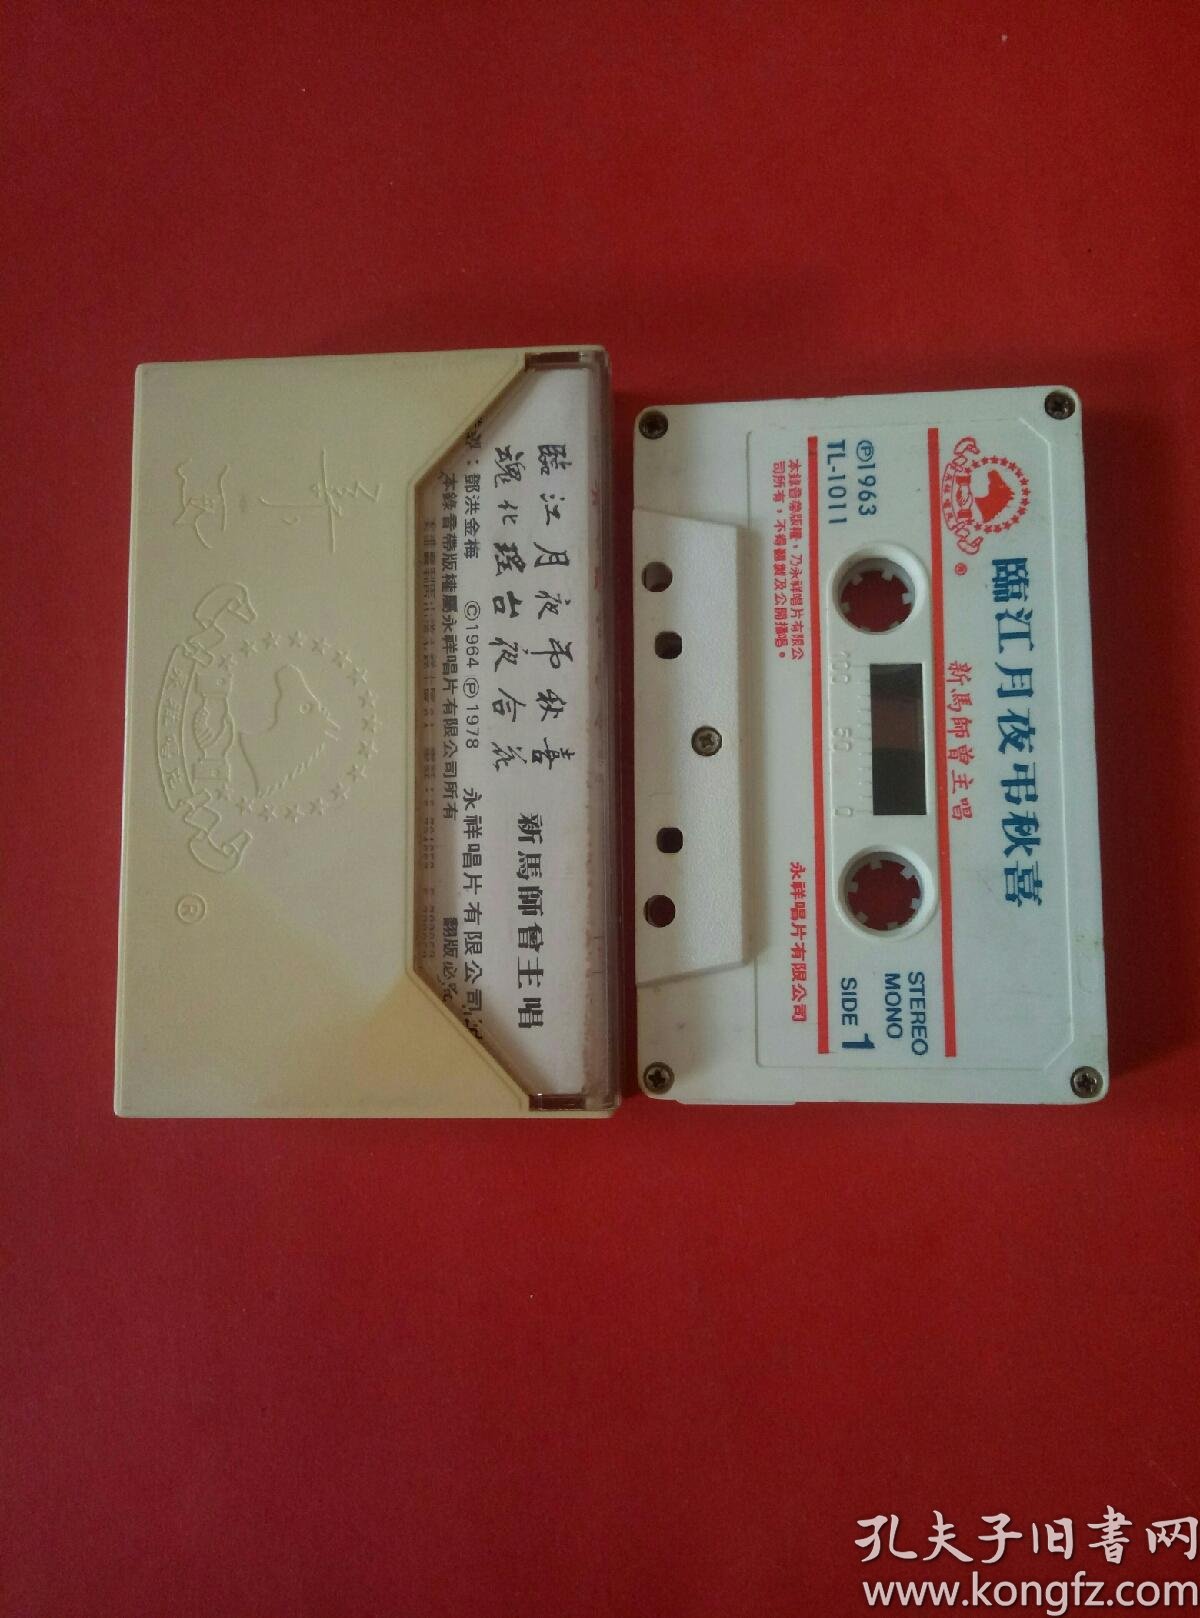 臨江月夜弔秋喜 新馬師曾主唱
魂化瑤台夜合花
鄧洪金梅 ©1964 ℗1978 永祥唱片有限公司
本錄音帶版權屬永祥唱片有限公司所有 翻版必究
®
®
臨江月夜弔秋喜
新馬師曾主唱
℗1963
TL-1011
STEREO
MONO
SIDE 1
100 50 0
本錄音帶版權，乃永祥唱片有限公
司所有，不得翻製及公開播唱。
永祥唱片有限公司
孔夫子旧書网
www.kongfz.com